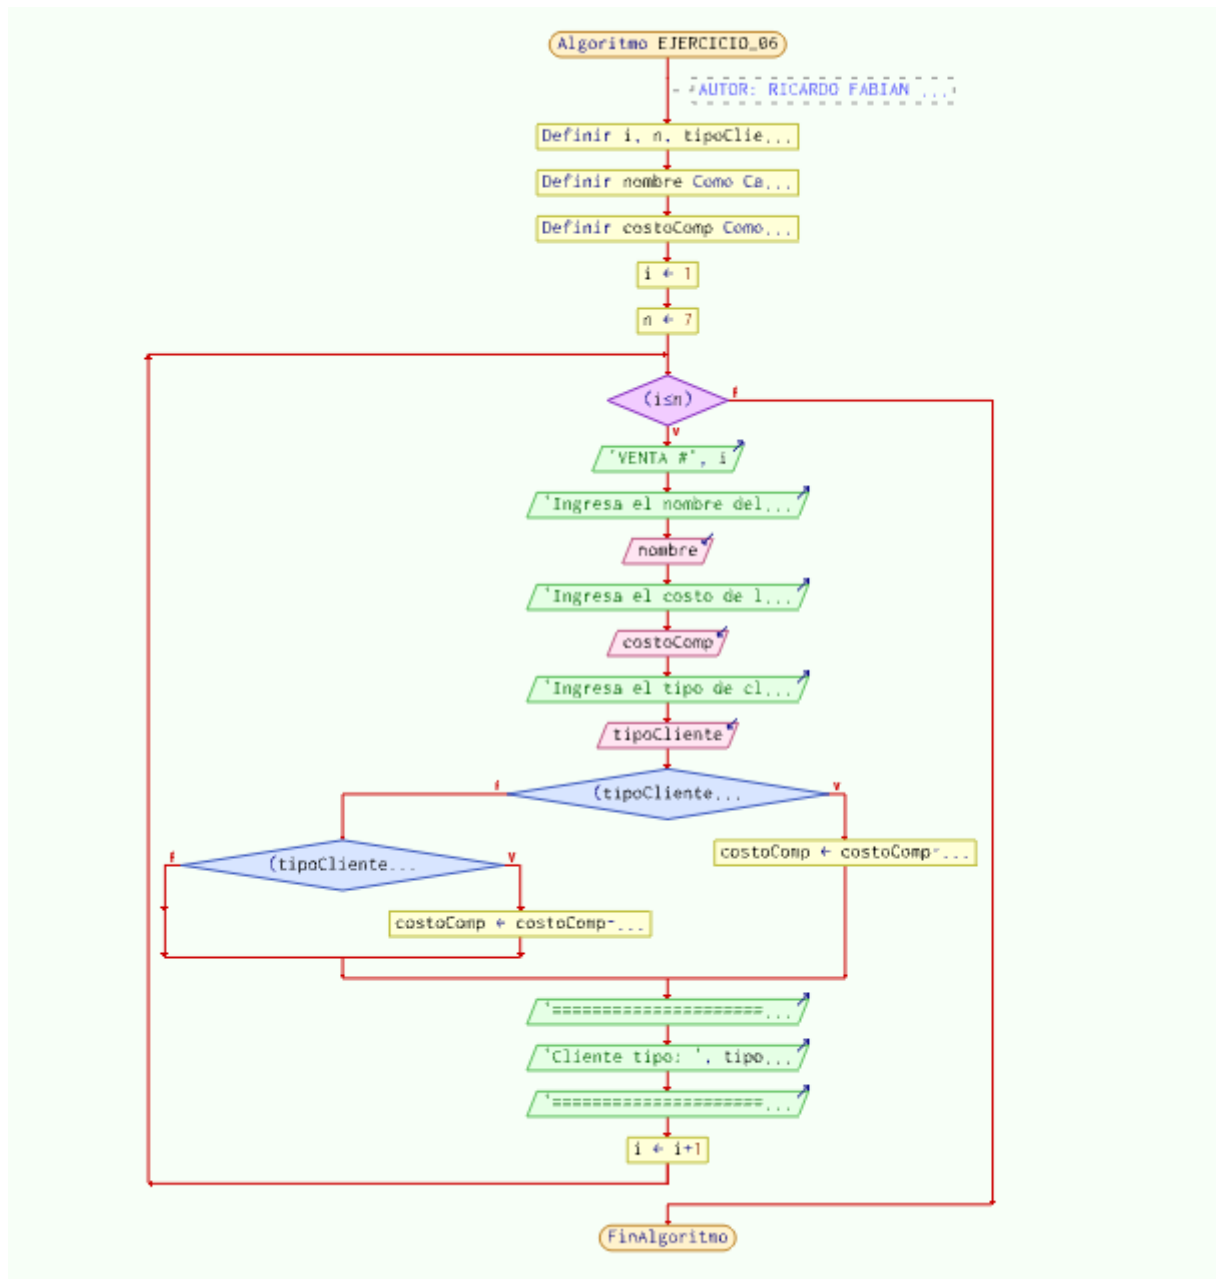 Algoritmo EJERCICIO_06
AUTOR: RICARDO FABIAN ...
Definir i, n, tipoClie...
Definir nombre Como Ca...
Definir costoComp Como...
i ← 1
n ← 7
(i≤n)
F
V
'VENTA #', i
'Ingresa el nombre del...
nombre
'Ingresa el costo de l...
costoComp
'Ingresa el tipo de cl...
tipoCliente
F
(tipoCliente...
V
costoComp ← costoComp-...
F
(tipoCliente...
V
costoComp ← costoComp-...
'=====================...
'Cliente tipo: ', tipo...
'=====================...
i ← i+1
FinAlgoritmo